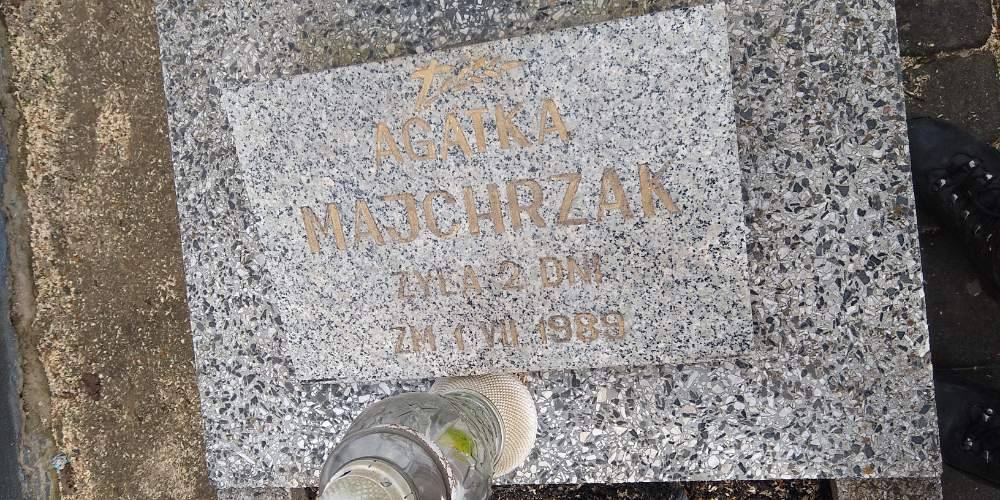 AGATKA
MAJCHRZAK
ŻYŁA 2 DNI
ZM 1 VII 1989